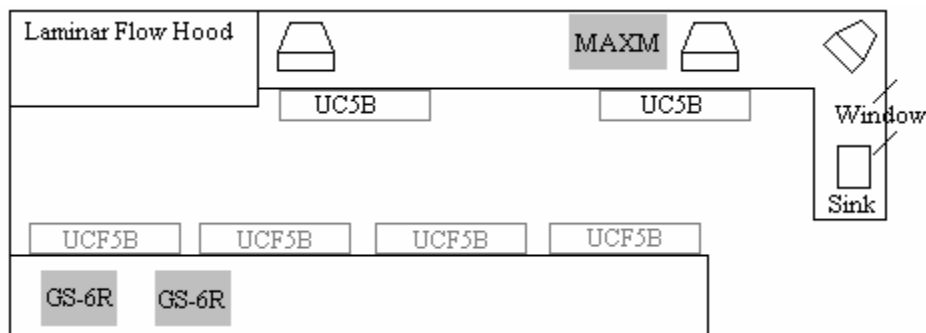 Laminar Flow Hood
MAXM
UC5B
UC5B
Window
Sink
UCF5B
UCF5B
UCF5B
UCF5B
GS-6R
GS-6R